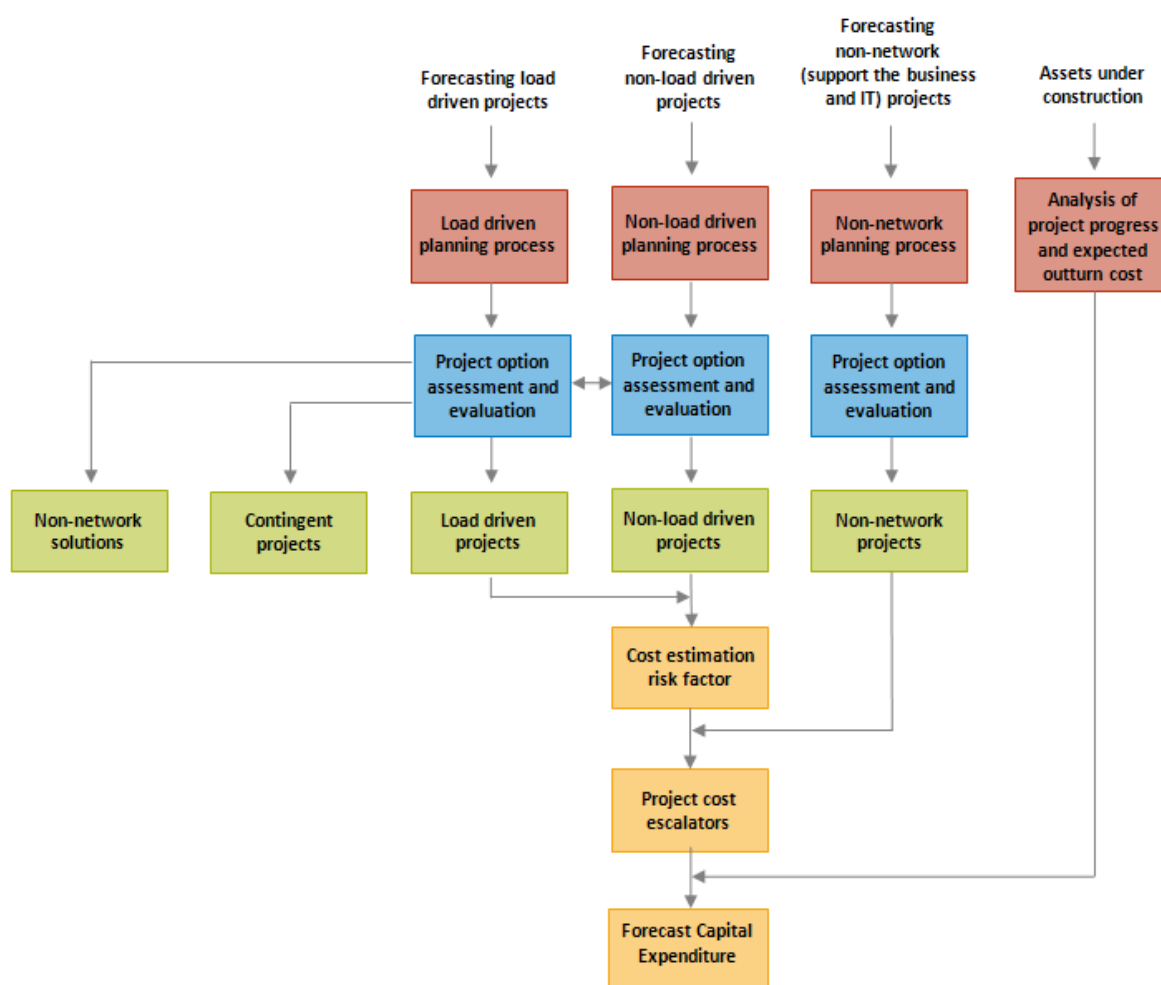 Forecasting load
driven projects
Forecasting
non-load driven
projects
Forecasting
non-network
(support the business
and IT) projects
Assets under
construction
Load driven
planning process
Non-load driven
planning process
Non-network
planning process
Analysis of
project progress
and expected
outturn cost
Project option
assessment and
evaluation
Project option
assessment and
evaluation
Project option
assessment and
evaluation
Non-network
solutions
Contingent
projects
Load driven
projects
Non-load driven
projects
Non-network
projects
Cost estimation
risk factor
Project cost
escalators
Forecast Capital
Expenditure